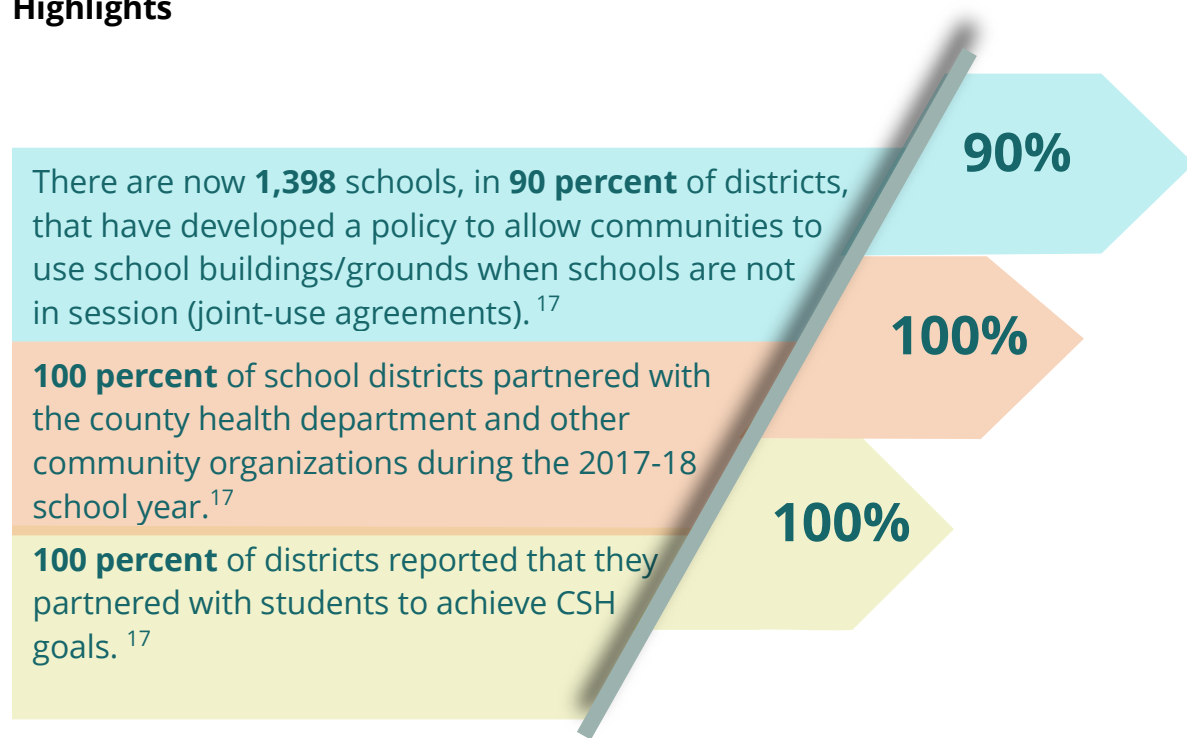 Highlights
There are now 1,398 schools, in 90 percent of districts,
that have developed a policy to allow communities to
use school buildings/grounds when schools are not
in session (joint-use agreements). 17
90%
100 percent of school districts partnered with
the county health department and other
community organizations during the 2017-18
school year.17
100%
100 percent of districts reported that they
partnered with students to achieve CSH
goals. 17
100%